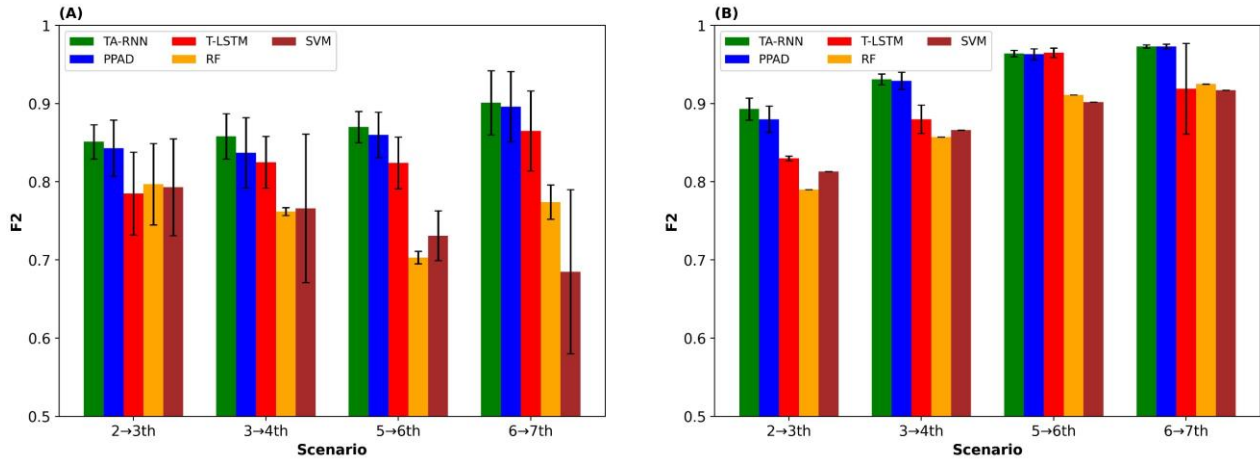 (A)
TA-RNN T-LSTM SVM
PPAD RF
F2
1
0.9
0.8
0.7
0.6
0.5
2→3th 3→4th 5→6th 6→7th
Scenario
(B)
TA-RNN T-LSTM SVM
PPAD RF
F2
1
0.9
0.8
0.7
0.6
0.5
2→3th 3→4th 5→6th 6→7th
Scenario